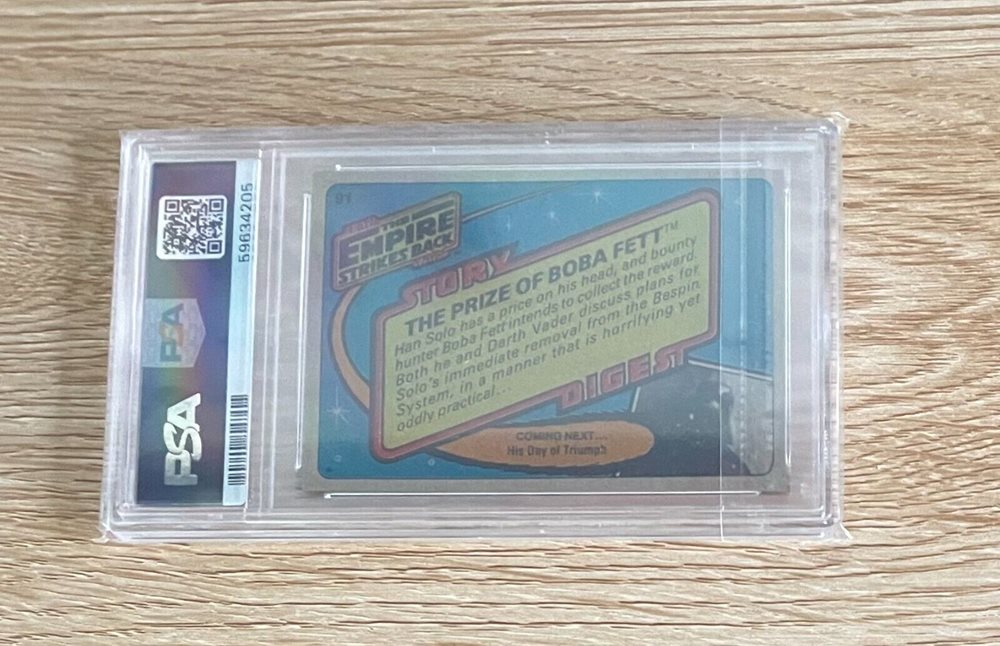 59634205
PSA
PSA
91
THE
EMPIRE
STRIKES BACK
STORY
THE PRIZE OF BOBA FETT™
Han Solo has a price on his head, and bounty
hunter Boba Fett intends to collect the reward.
Both he and Darth Vader discuss plans for
Solo's immediate removal from the Bespin
System, in a manner that is horrifying yet
oddly practical...
DIGEST
COMING NEXT...
His Day of Triumph